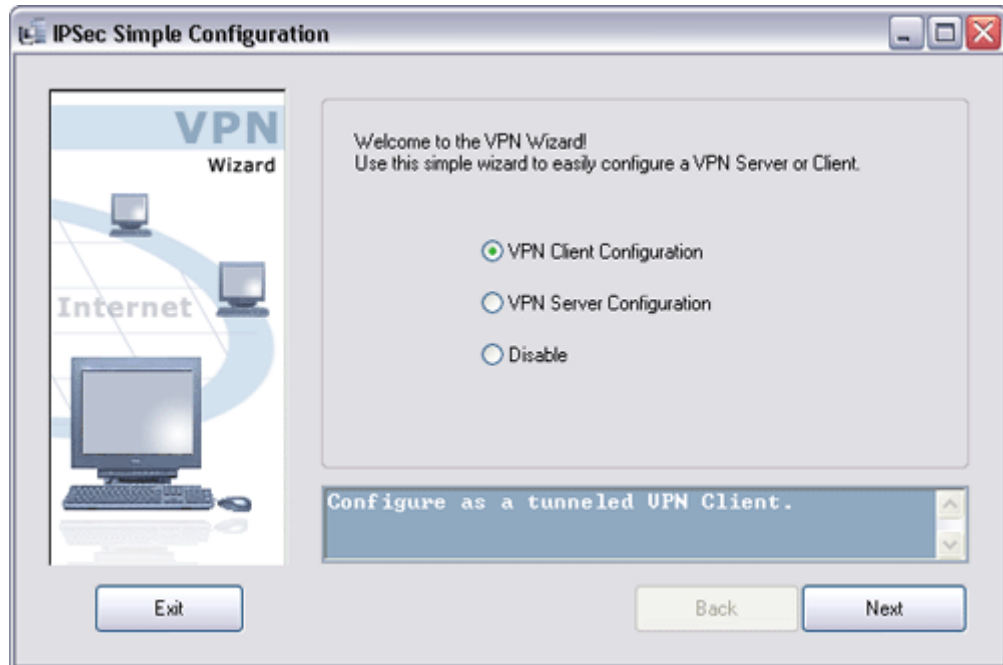 IPSec Simple Configuration
VPN
Wizard
Internet
Welcome to the VPN Wizard!
Use this simple wizard to easily configure a VPN Server or Client.
VPN Client Configuration
VPN Server Configuration
Disable
Configure as a tunneled VPN Client.
Exit
Back
Next